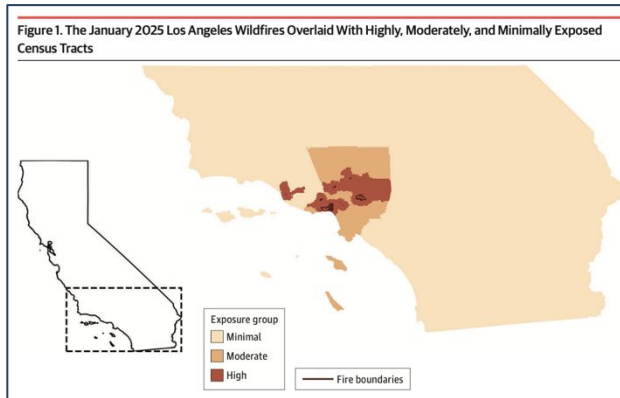 Figure 1. The January 2025 Los Angeles Wildfires Overlaid With Highly, Moderately, and Minimally Exposed
Census Tracts
Exposure group
Minimal
Moderate
High
Fire boundaries